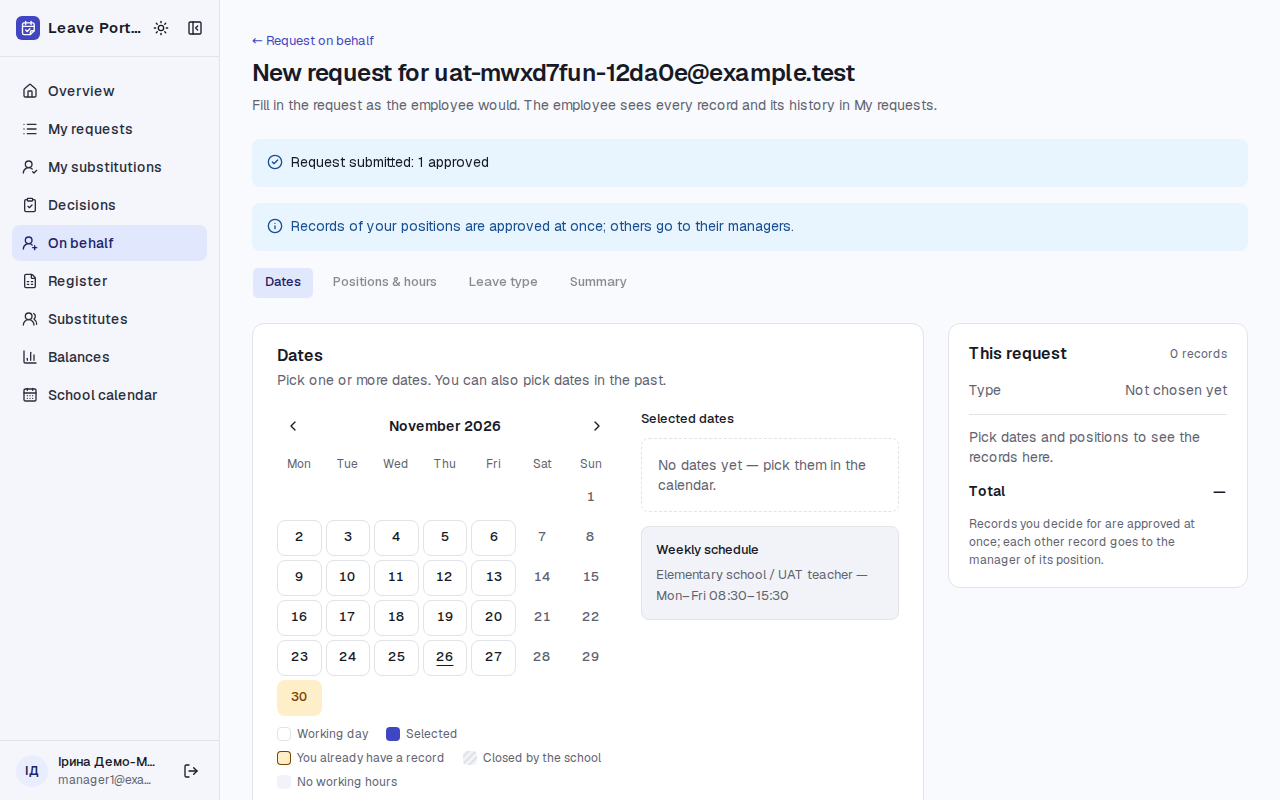 Leave Port…
Overview
My requests
My substitutions
Decisions
On behalf
Register
Substitutes
Balances
School calendar
Ірина Демо-М…
manager1@exa…
ІД
← Request on behalf
New request for uat-mwxd7fun-12da0e@example.test
Fill in the request as the employee would. The employee sees every record and its history in My requests.
Request submitted: 1 approved
Records of your positions are approved at once; others go to their managers.
Dates Positions & hours Leave type Summary
Dates
Pick one or more dates. You can also pick dates in the past.
November 2026
Mon Tue Wed Thu Fri Sat Sun
1
2 3 4 5 6 7 8
9 10 11 12 13 14 15
16 17 18 19 20 21 22
23 24 25 26 27 28 29
30
Working day Selected
You already have a record Closed by the school
No working hours
Selected dates
No dates yet — pick them in the
calendar.
Weekly schedule
Elementary school / UAT teacher —
Mon–Fri 08:30–15:30
This request 0 records
Type Not chosen yet
Pick dates and positions to see the
records here.
Total —
Records you decide for are approved at
once; each other record goes to the
manager of its position.